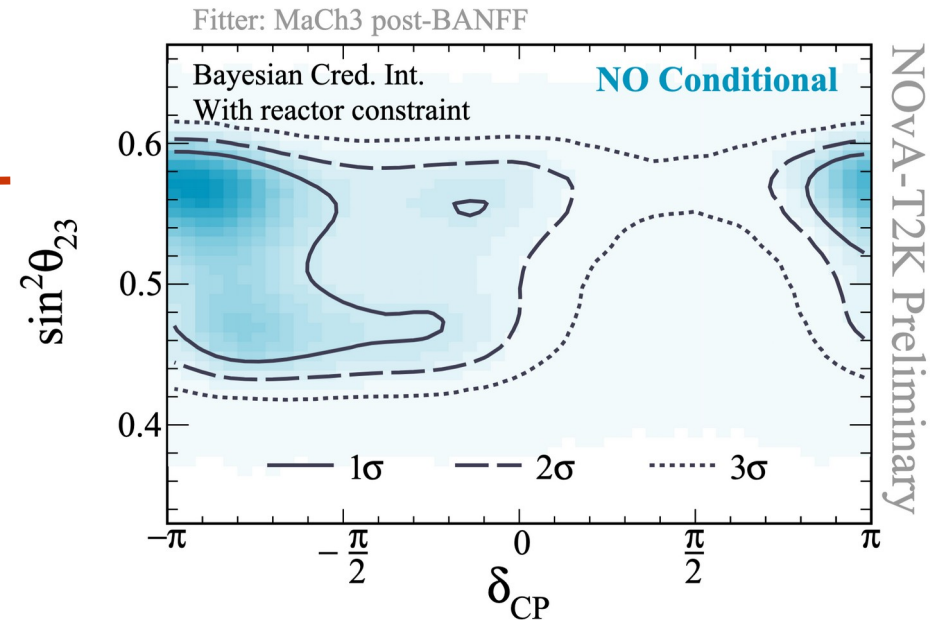 Fitter: MaCh3 post-BANFF
Bayesian Cred. Int.
With reactor constraint
NO Conditional
NOvA-T2K Preliminary
sin²θ₂₃
0.6
0.5
0.4
1σ 2σ 3σ
−π −π/2 0 π/2 π
δCP